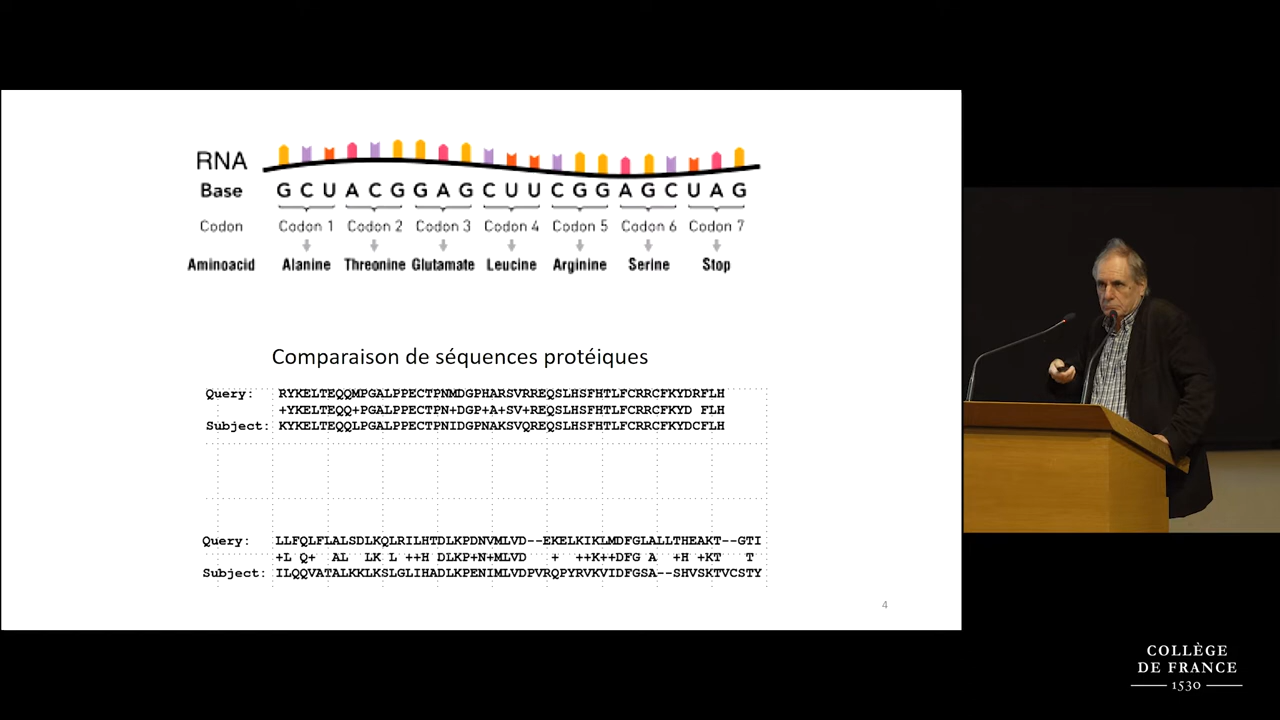 RNA
Base G C U A C G G A G C U U C G G A G C U A G
Codon Codon 1 Codon 2 Codon 3 Codon 4 Codon 5 Codon 6 Codon 7
Aminoacid Alanine Threonine Glutamate Leucine Arginine Serine Stop
Comparaison de séquences protéiques
Query: RYKELTEQQMPGALPPECTPNMDGPHARSVRREQSLHSFHTLFCRRCFKYDRFLH
+YKELTEQQ+PGALPPECTPN+DGP+A+SV+REQSLHSFHTLFCRRCFKYD FLH
Subject: KYKELTEQQLPGALPPECTPNIDGPNAKSVQREQSLHSFHTLFCRRCFKYDCFLH
Query: LLFQLFLALSDLKQLRILHTDLKPDNVMLVD--EKELKIKLMDFGLALLTHEAKT--GTI
+L Q+ AL LK L ++H DLKP+N+MLVD + ++K++DFG A +H +KT T
Subject: ILQQVATALKKLKSLGLIHADLKPENIMLVDPVRQPYRVKVIDFGSA--SHVSKTVCSTY
4
COLLÈGE
DE FRANCE
1530